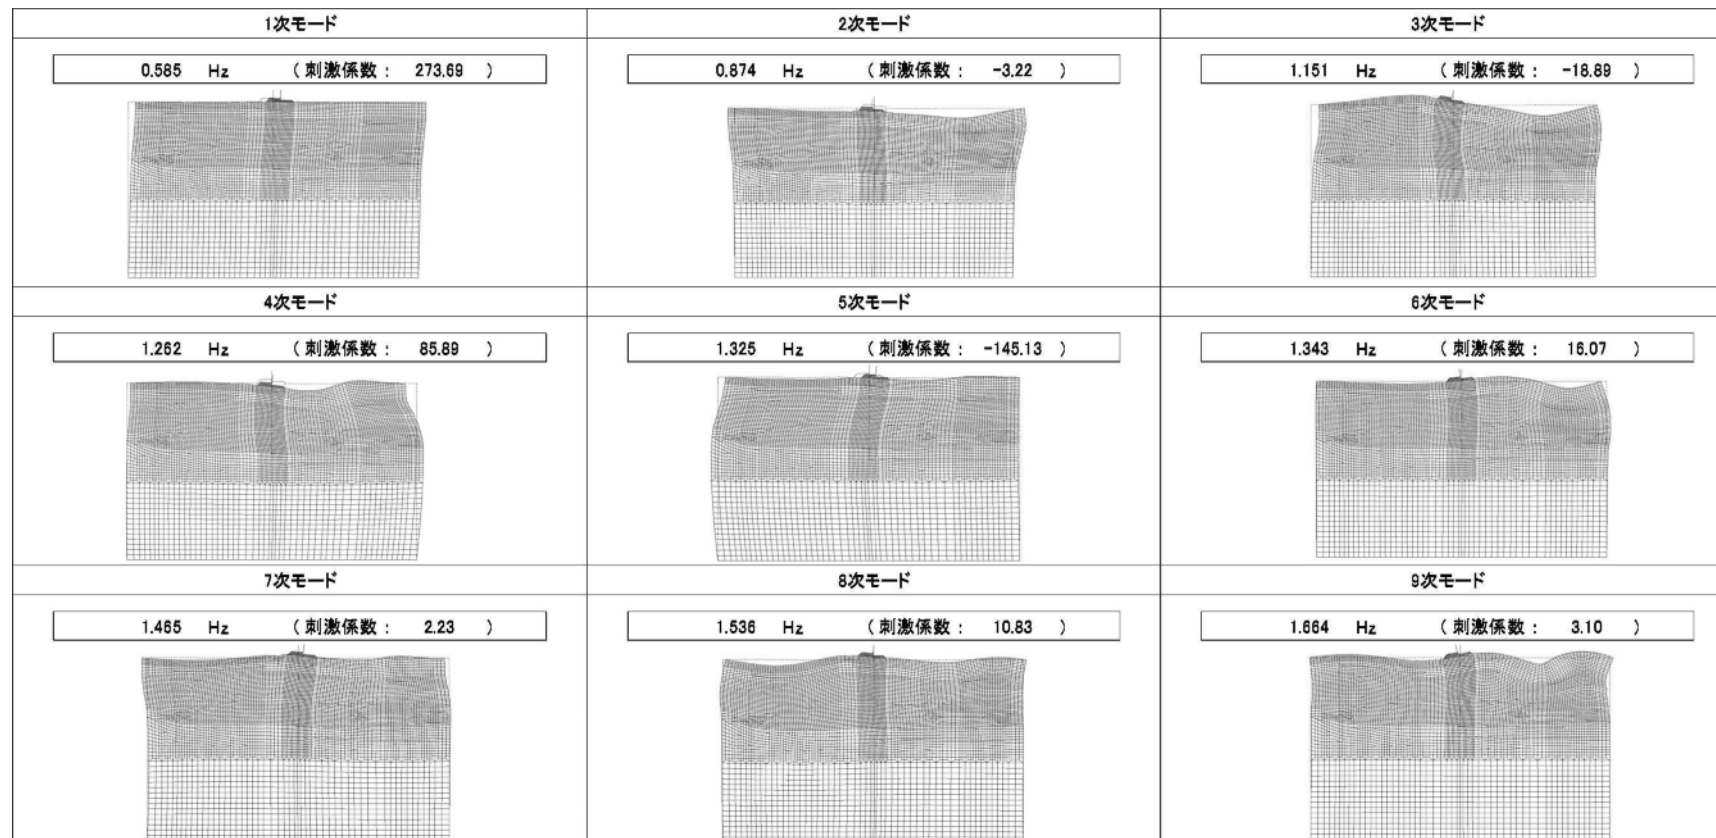 1次モード 2次モード 3次モード
0.585 Hz （刺激係数： 273.69 ） 0.874 Hz （刺激係数： -3.22 ） 1.151 Hz （刺激係数： -18.89 ）
4次モード 5次モード 6次モード
1.262 Hz （刺激係数： 85.89 ） 1.325 Hz （刺激係数： -145.13 ） 1.343 Hz （刺激係数： 16.07 ）
7次モード 8次モード 9次モード
1.465 Hz （刺激係数： 2.23 ） 1.536 Hz （刺激係数： 10.83 ） 1.664 Hz （刺激係数： 3.10 ）